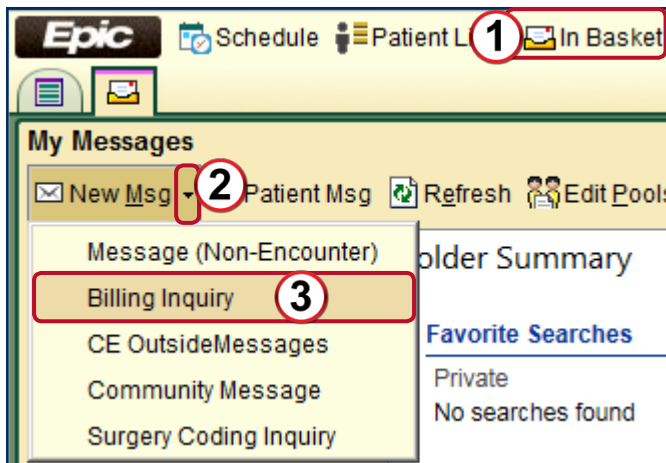 Epic Schedule Patient Li 1 In Basket
My Messages
New Msg 2 Patient Msg Refresh Edit Pools
Message (Non-Encounter)
Billing Inquiry 3
CE OutsideMessages
Community Message
Surgery Coding Inquiry
older Summary
Favorite Searches
Private
No searches found